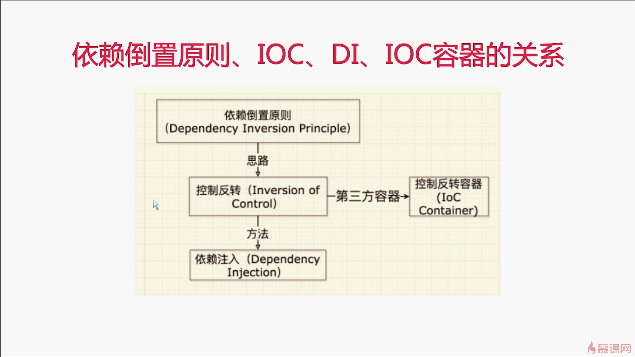 依赖倒置原则、IOC、DI、IOC容器的关系
依赖倒置原则
(Dependency Inversion Principle)
思路
控制反转（Inversion of
Control）
第三方容器
控制反转容器
(IoC
Container)
方法
依赖注入（Dependency
Injection）
慕课网